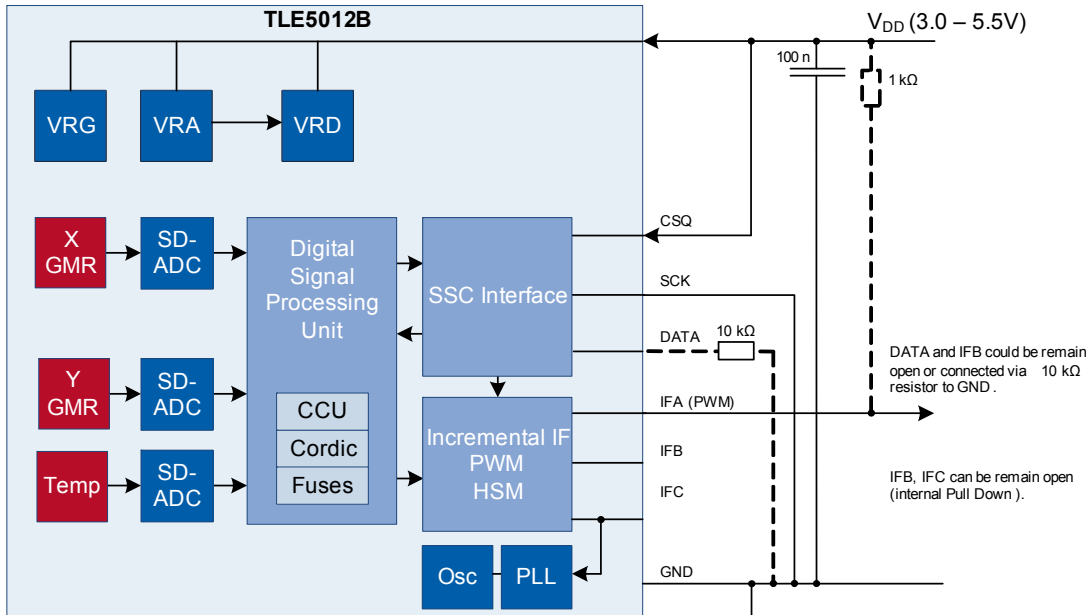 TLE5012B
V_DD (3.0 – 5.5V)
100 n
1 kΩ
VRG
VRA
VRD
CSQ
X
GMR
SD-
ADC
Digital
Signal
Processing
Unit
SSC Interface
SCK
DATA
10 kΩ
DATA and IFB could be remain
open or connected via 10 kΩ
resistor to GND .
Y
GMR
SD-
ADC
CCU
Cordic
Fuses
Incremental IF
PWM
HSM
IFA (PWM)
IFB
IFC
IFB, IFC can be remain open
(internal Pull Down ).
Temp
SD-
ADC
Osc
PLL
GND